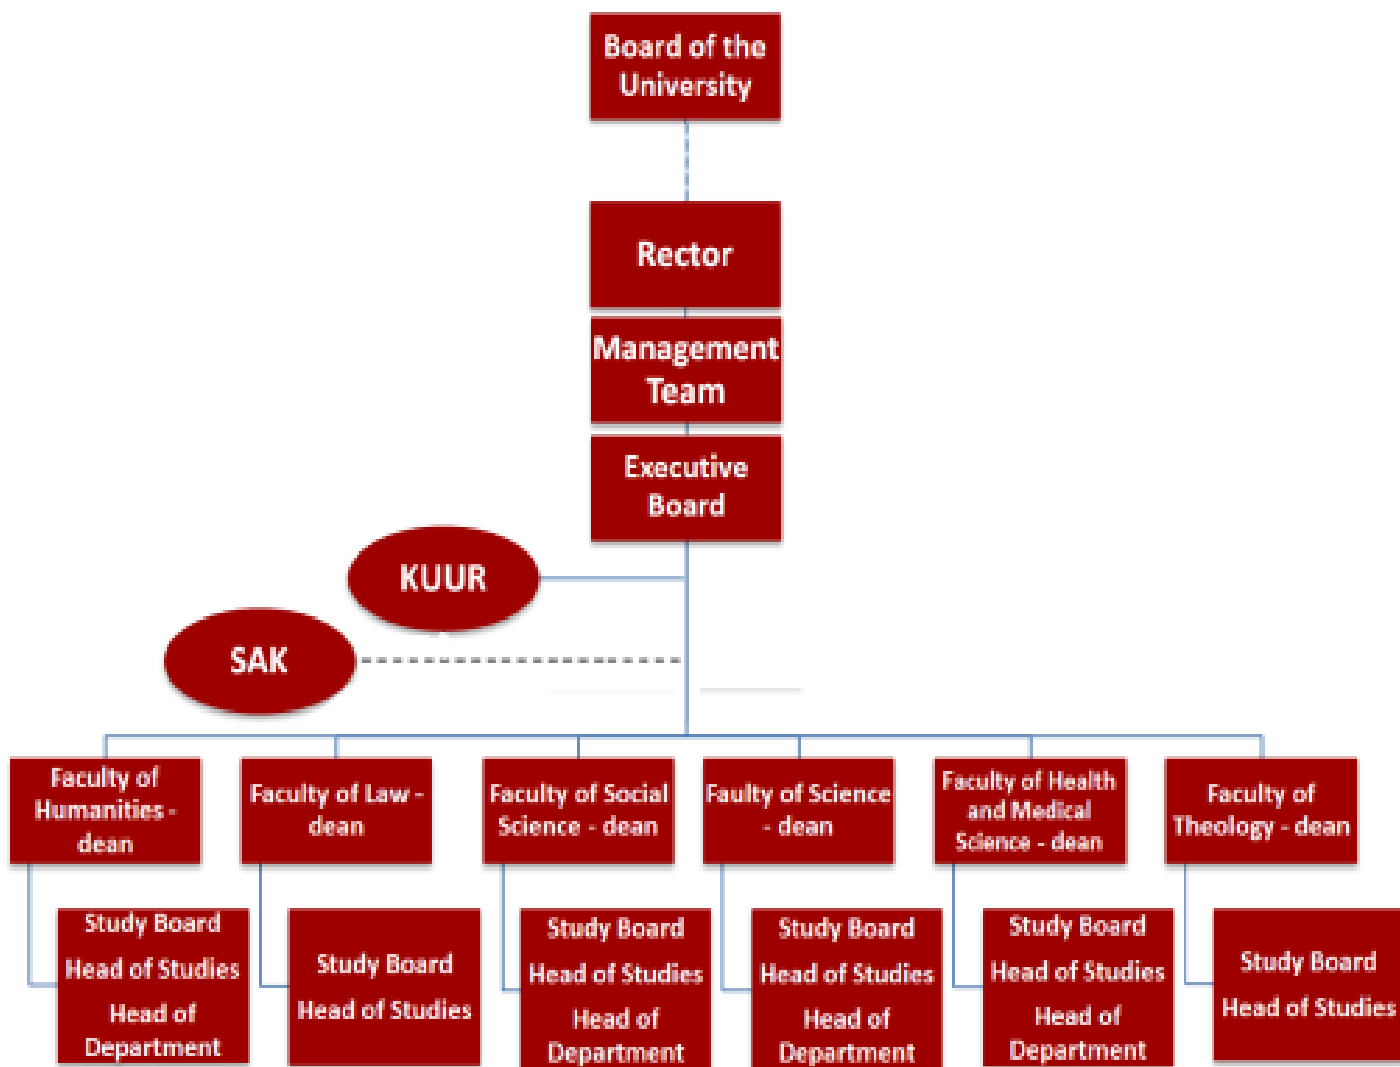 Board of the
University
Rector
Management
Team
Executive
Board
KUUR
SAK
Faculty of
Humanities -
dean
Faculty of Law -
dean
Faculty of Social
Science - dean
Faulty of Science
- dean
Faculty of Health
and Medical
Science - dean
Faculty of
Theology - dean
Study Board
Head of Studies
Head of
Department
Study Board
Head of Studies
Study Board
Head of Studies
Head of
Department
Study Board
Head of Studies
Head of
Department
Study Board
Head of Studies
Head of
Department
Study Board
Head of Studies